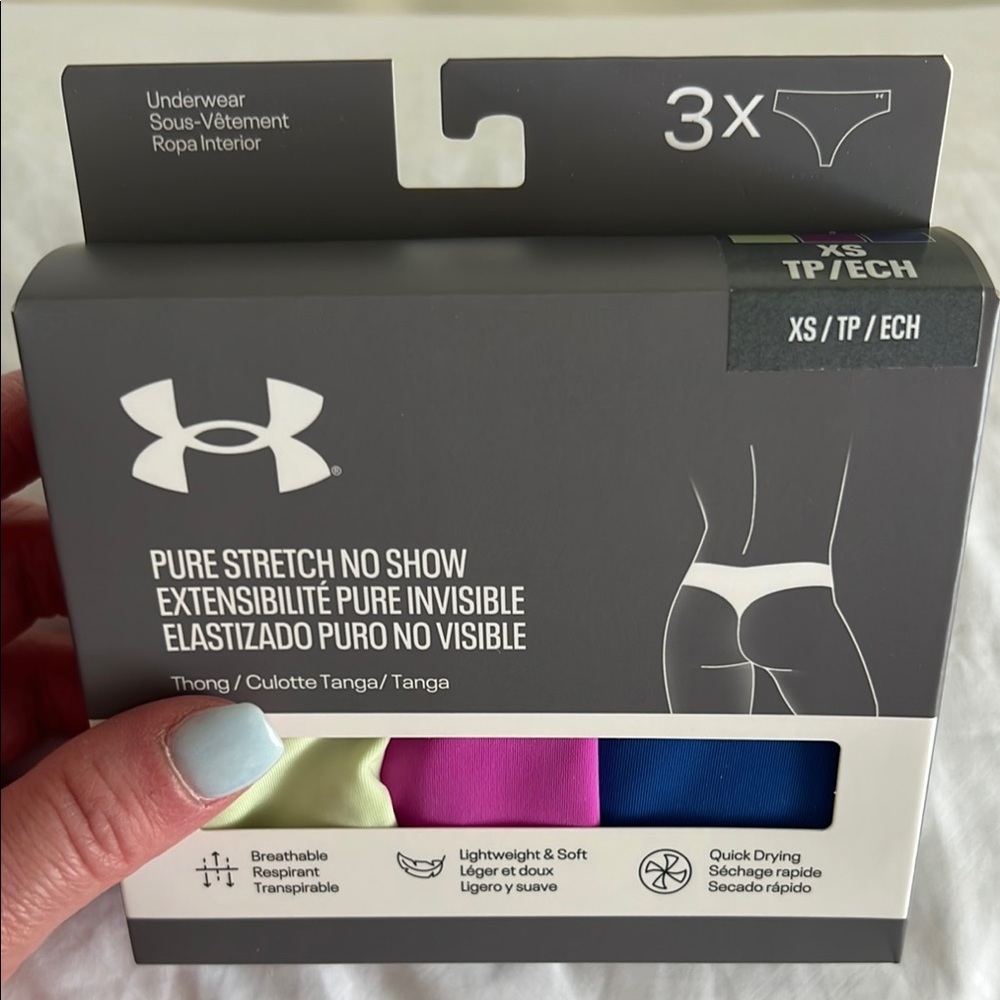 Underwear
Sous-Vêtement
Ropa Interior
3x
XS
TP/ECH
XS / TP / ECH
®
PURE STRETCH NO SHOW
EXTENSIBILITÉ PURE INVISIBLE
ELASTIZADO PURO NO VISIBLE
Thong / Culotte Tanga / Tanga
Breathable
Respirant
Transpirable
Lightweight & Soft
Léger et doux
Ligero y suave
Quick Drying
Séchage rapide
Secado rápido